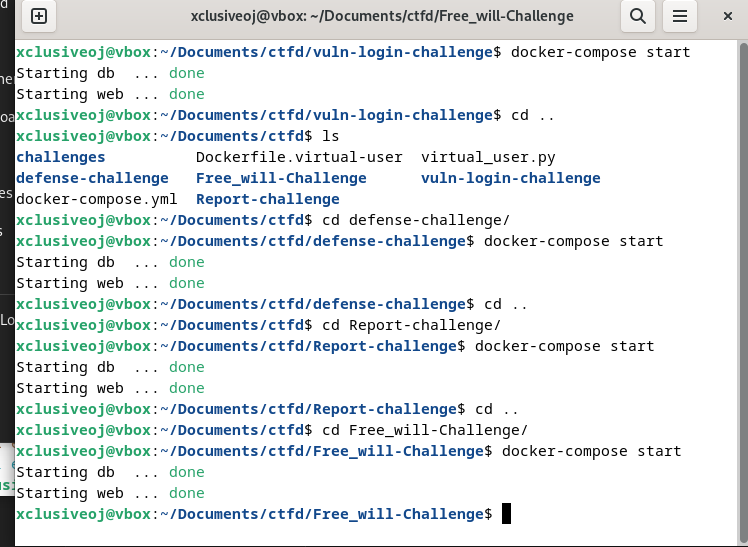 xclusiveoj@vbox: ~/Documents/ctfd/Free_will-Challenge
xclusiveoj@vbox:~/Documents/ctfd/vuln-login-challenge$ docker-compose start
Starting db  ... done
Starting web ... done
xclusiveoj@vbox:~/Documents/ctfd/vuln-login-challenge$ cd ..
xclusiveoj@vbox:~/Documents/ctfd$ ls
challenges          Dockerfile.virtual-user  virtual_user.py
defense-challenge   Free_will-Challenge      vuln-login-challenge
docker-compose.yml  Report-challenge
xclusiveoj@vbox:~/Documents/ctfd$ cd defense-challenge/
xclusiveoj@vbox:~/Documents/ctfd/defense-challenge$ docker-compose start
Starting db  ... done
Starting web ... done
xclusiveoj@vbox:~/Documents/ctfd/defense-challenge$ cd ..
xclusiveoj@vbox:~/Documents/ctfd$ cd Report-challenge/
xclusiveoj@vbox:~/Documents/ctfd/Report-challenge$ docker-compose start
Starting db  ... done
Starting web ... done
xclusiveoj@vbox:~/Documents/ctfd/Report-challenge$ cd ..
xclusiveoj@vbox:~/Documents/ctfd$ cd Free_will-Challenge/
xclusiveoj@vbox:~/Documents/ctfd/Free_will-Challenge$ docker-compose start
Starting db  ... done
Starting web ... done
xclusiveoj@vbox:~/Documents/ctfd/Free_will-Challenge$